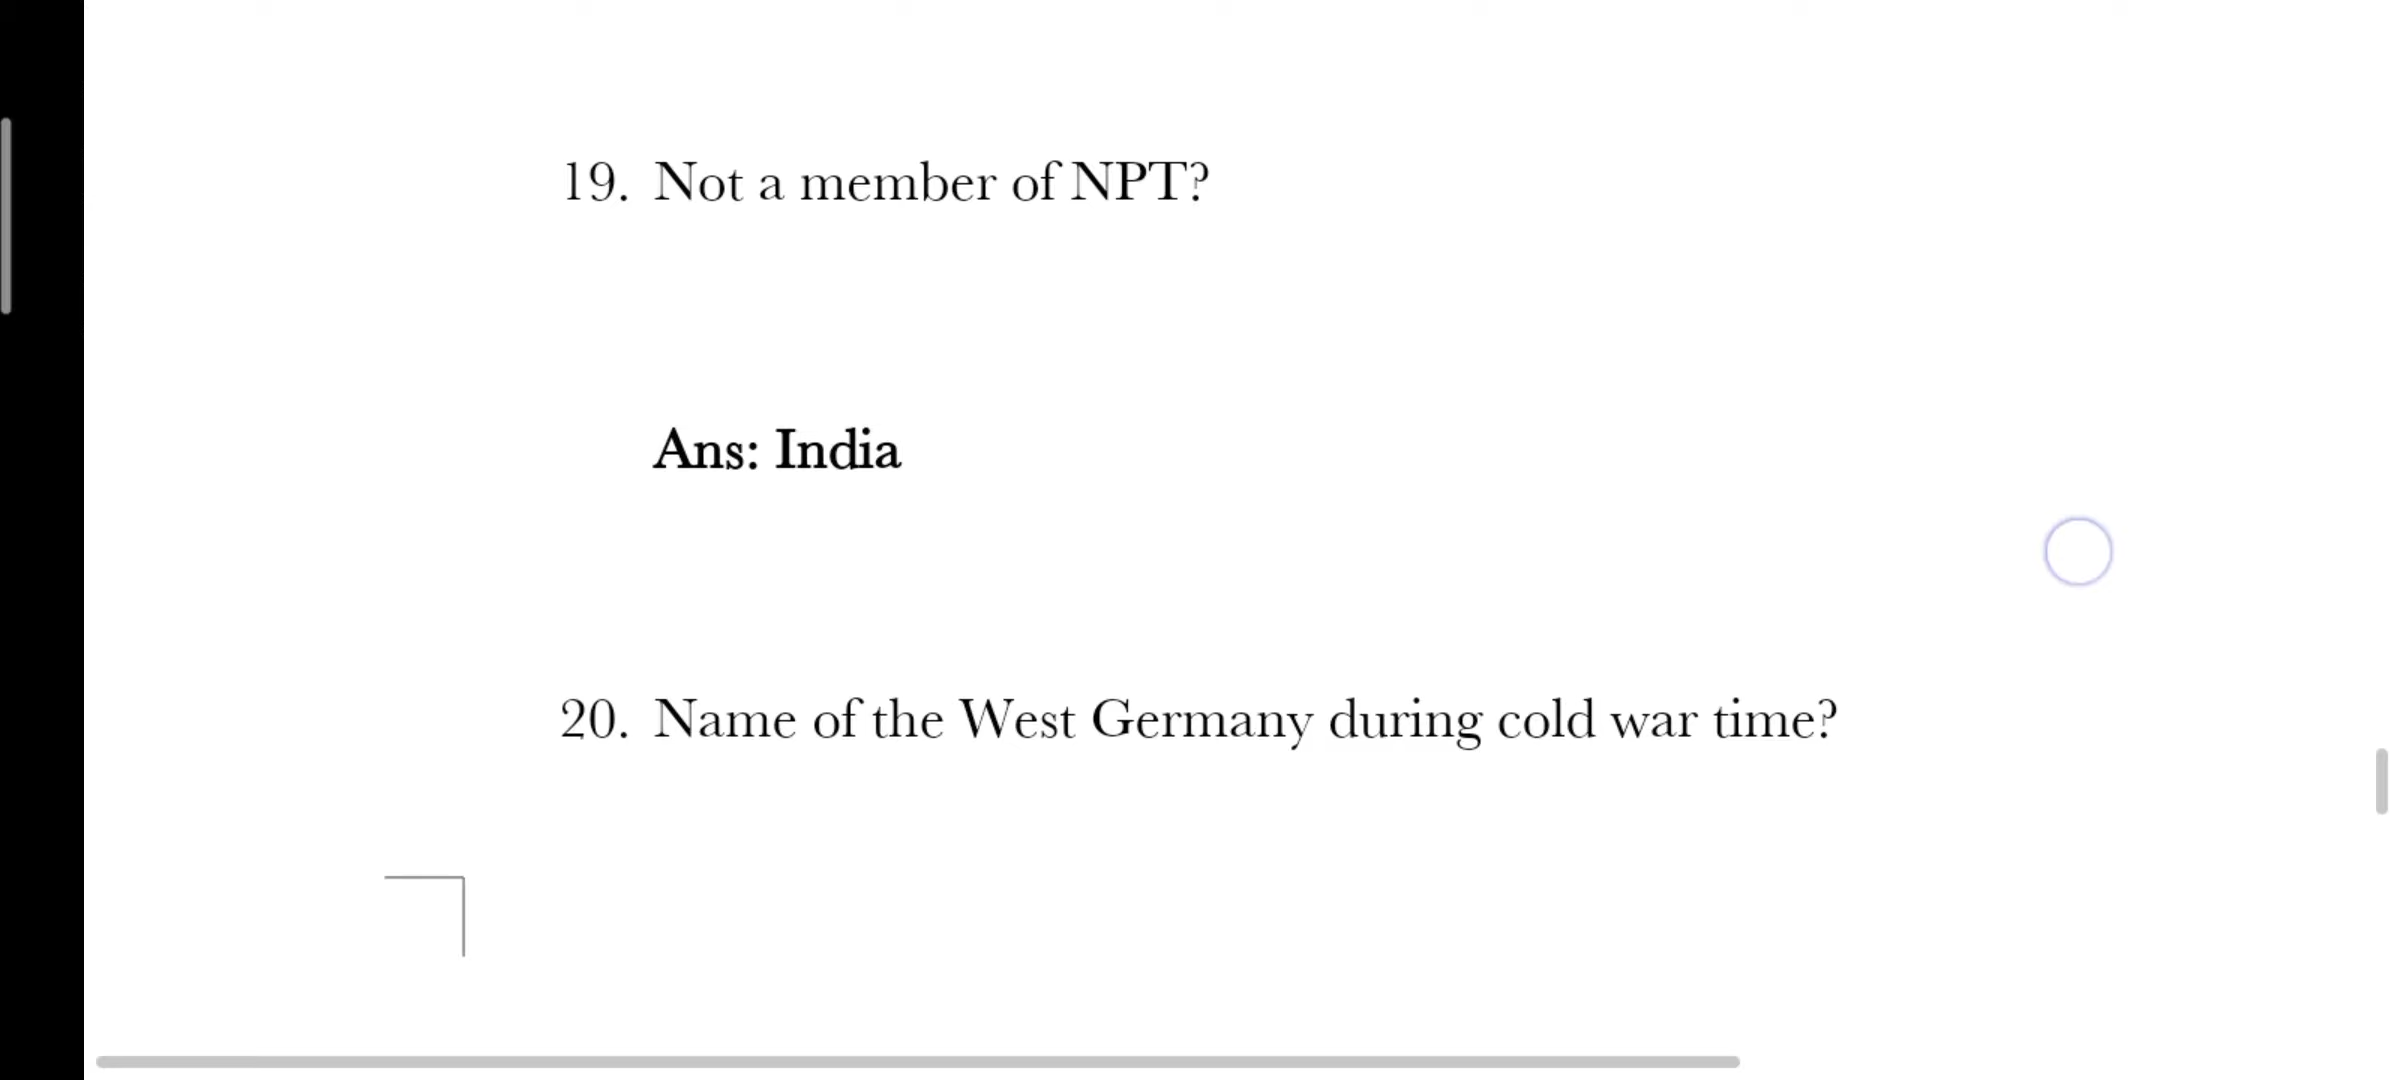 19. Not a member of NPT?
Ans: India
20. Name of the West Germany during cold war time?